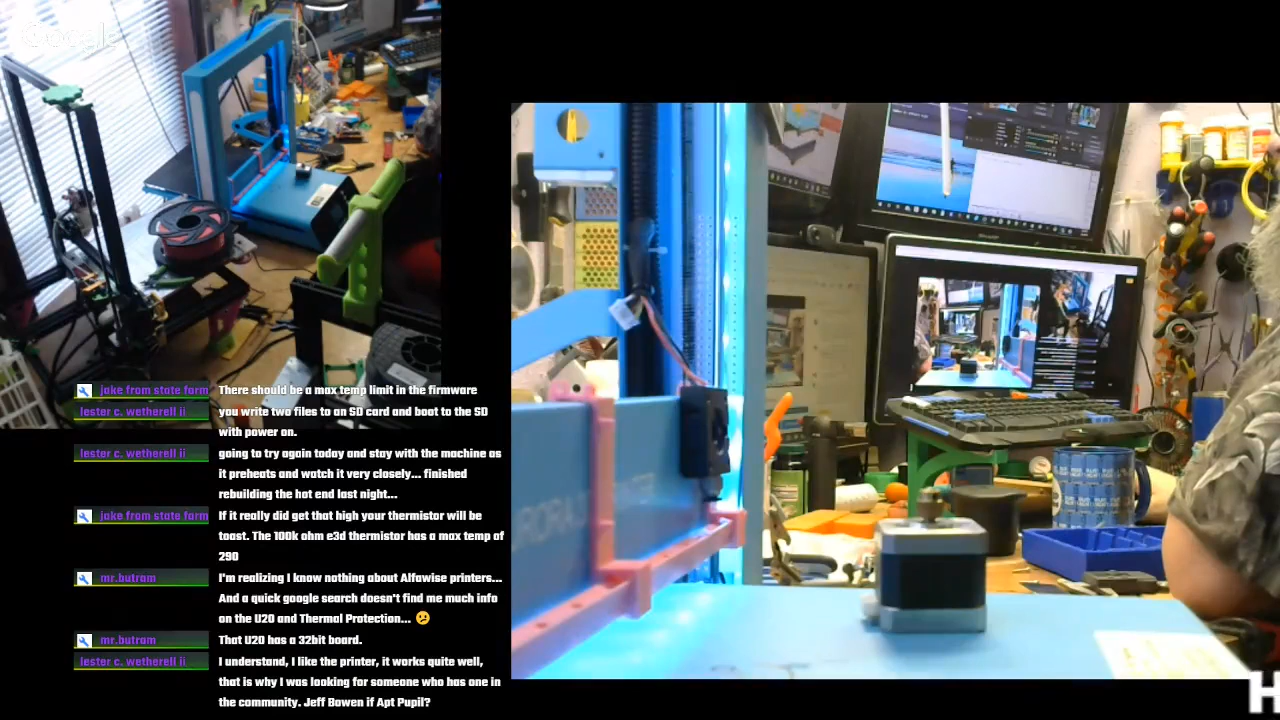 Google
jake from state farm There should be a max temp limit in the firmware
lester c. wetherell ii you write two files to an SD card and boot to the SD
with power on.
lester c. wetherell ii going to try again today and stay with the machine as
it preheats and watch it very closely... finished
rebuilding the hot end last night...
jake from state farm If it really did get that high your thermistor will be
toast. The 100k ohm e3d thermistor has a max temp of
290
mr.butram I'm realizing I know nothing about Alfawise printers...
And a quick google search doesn't find me much info
on the U20 and Thermal Protection... 😕
mr.butram That U20 has a 32bit board.
lester c. wetherell ii I understand, I like the printer, it works quite well,
that is why I was looking for someone who has one in
the community. Jeff Bowen if Apt Pupil?
H